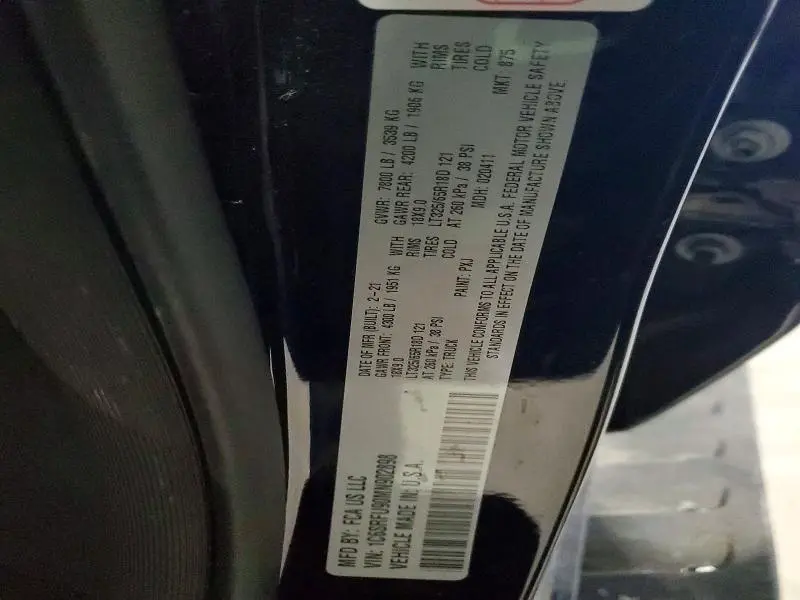 MFD BY: FCA US LLC
DATE OF MFR (BUILT): 2-21
GVWR: 7800 LB / 3539 KG
GAWR FRONT: 4300 LB / 1951 KG WITH
18X9.0 RIMS
LT325/65R18D 121 TIRES
AT 260 kPa / 38 PSI COLD
GAWR REAR: 4200 LB / 1906 KG WITH
18X9.0 RIMS
LT325/65R18D 121 TIRES
AT 260 kPa / 38 PSI COLD
VIN: 1C6SRFU90MN902898
TYPE: TRUCK
PAINT: PXJ
MDH: 020411
MKT: 875
VEHICLE MADE IN: U.S.A.
THIS VEHICLE CONFORMS TO ALL APPLICABLE U.S.A. FEDERAL MOTOR VEHICLE SAFETY
STANDARDS IN EFFECT ON THE DATE OF MANUFACTURE SHOWN ABOVE.